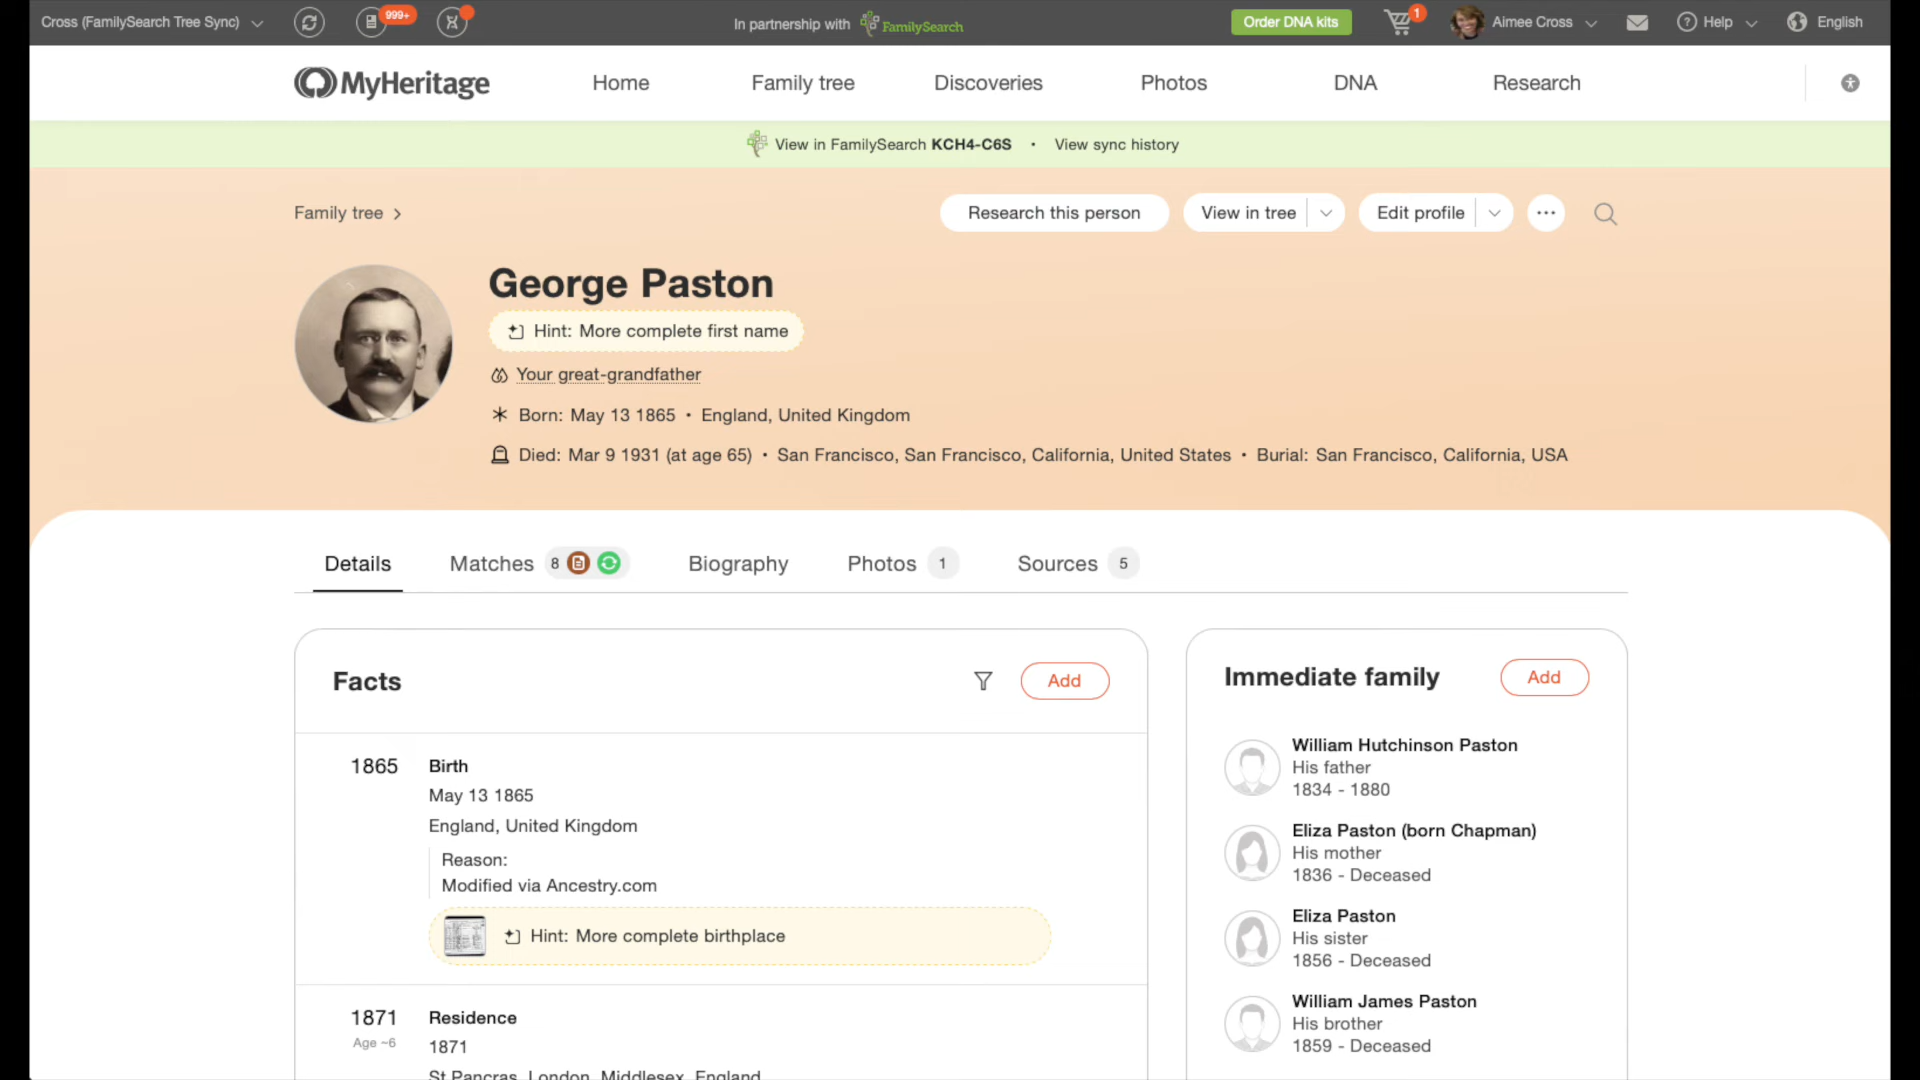 Cross (FamilySearch Tree Sync)
999+
In partnership with FamilySearch
Order DNA kits
1
Aimee Cross
Help
English
MyHeritage
Home
Family tree
Discoveries
Photos
DNA
Research
View in FamilySearch KCH4-C6S • View sync history
Family tree
Research this person
View in tree
Edit profile
George Paston
Hint: More complete first name
Your great-grandfather
Born: May 13 1865 • England, United Kingdom
Died: Mar 9 1931 (at age 65) • San Francisco, San Francisco, California, United States • Burial: San Francisco, California, USA
Details
Matches 8
Biography
Photos 1
Sources 5
Facts
Add
1865
Birth
May 13 1865
England, United Kingdom
Reason:
Modified via Ancestry.com
Hint: More complete birthplace
1871
Age ~6
Residence
1871
St Pancras, London, Middlesex, England
Immediate family
Add
William Hutchinson Paston
His father
1834 - 1880
Eliza Paston (born Chapman)
His mother
1836 - Deceased
Eliza Paston
His sister
1856 - Deceased
William James Paston
His brother
1859 - Deceased